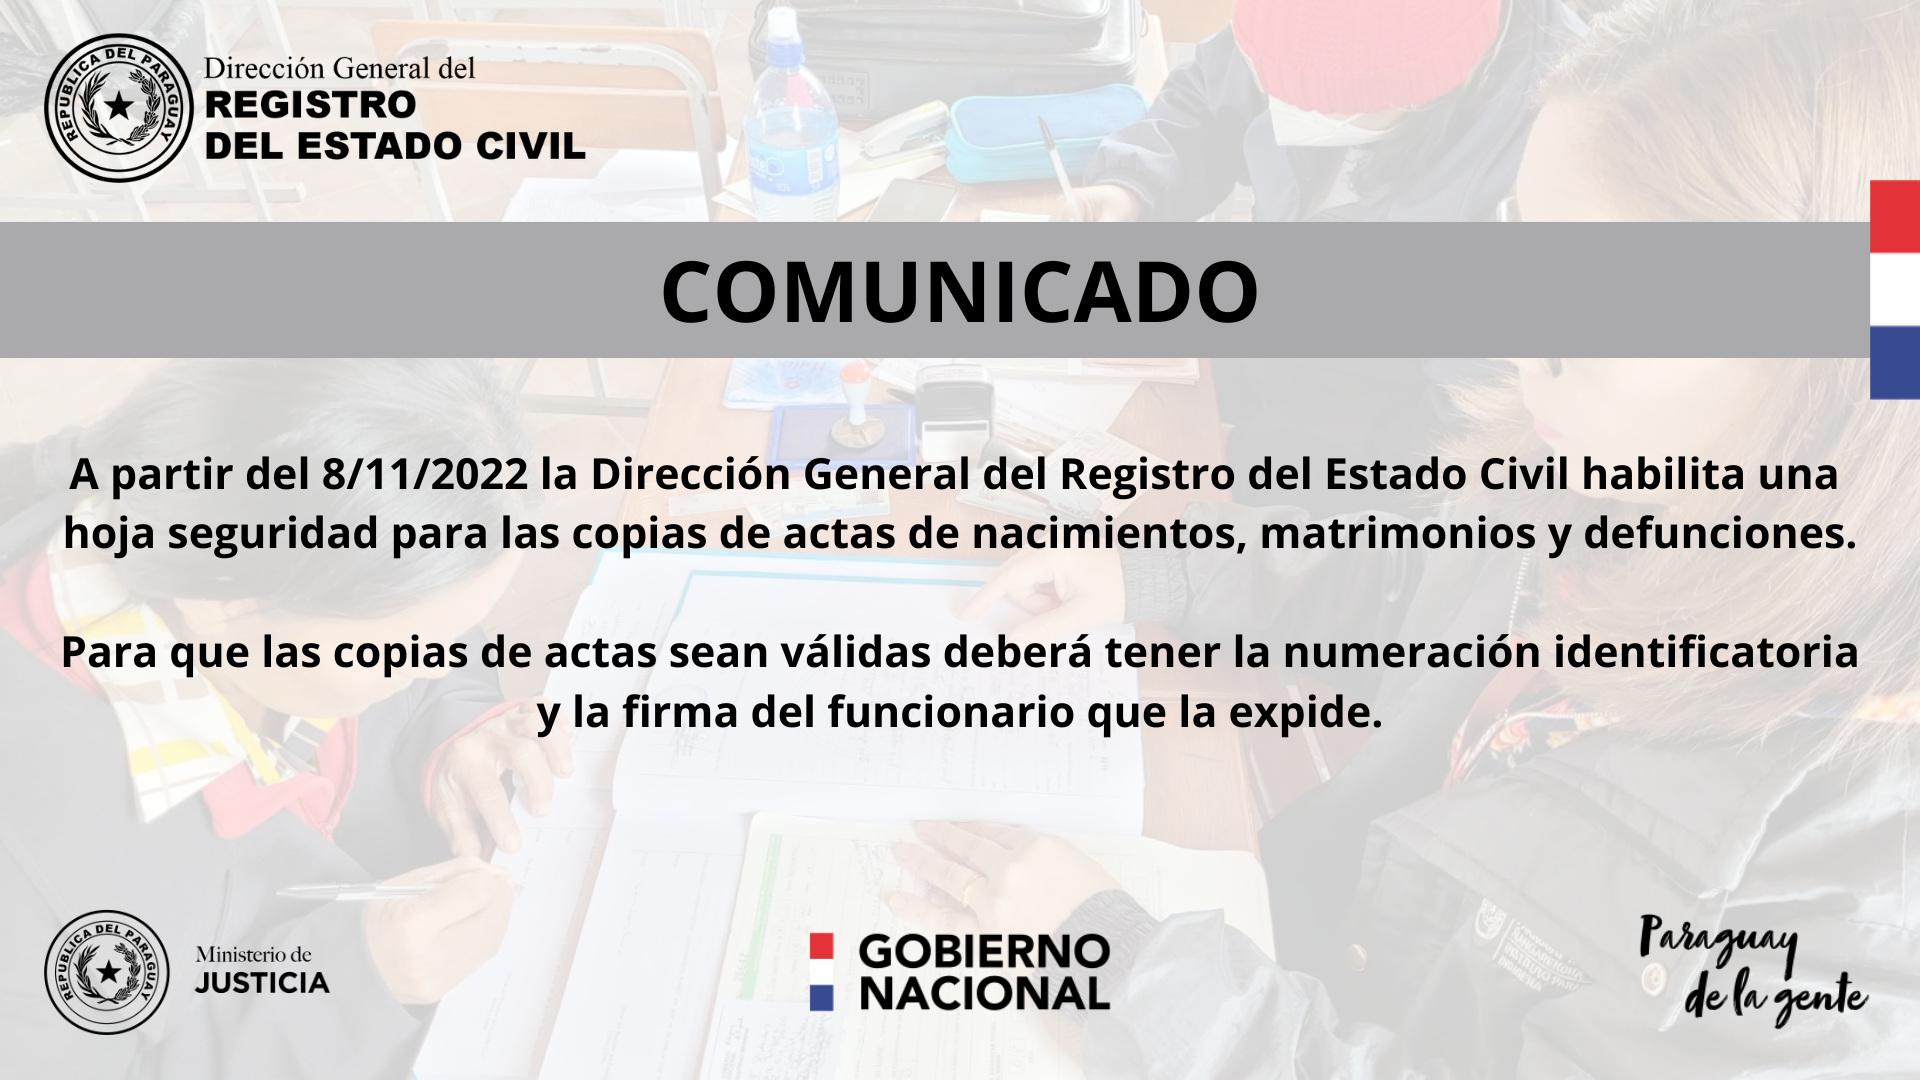 REPUBLICA DEL PARAGUAY
Dirección General del
REGISTRO
DEL ESTADO CIVIL
COMUNICADO
A partir del 8/11/2022 la Dirección General del Registro del Estado Civil habilita una
hoja seguridad para las copias de actas de nacimientos, matrimonios y defunciones.
Para que las copias de actas sean válidas deberá tener la numeración identificatoria
y la firma del funcionario que la expide.
REPUBLICA DEL PARAGUAY
Ministerio de
JUSTICIA
GOBIERNO
NACIONAL
Paraguay
de la gente